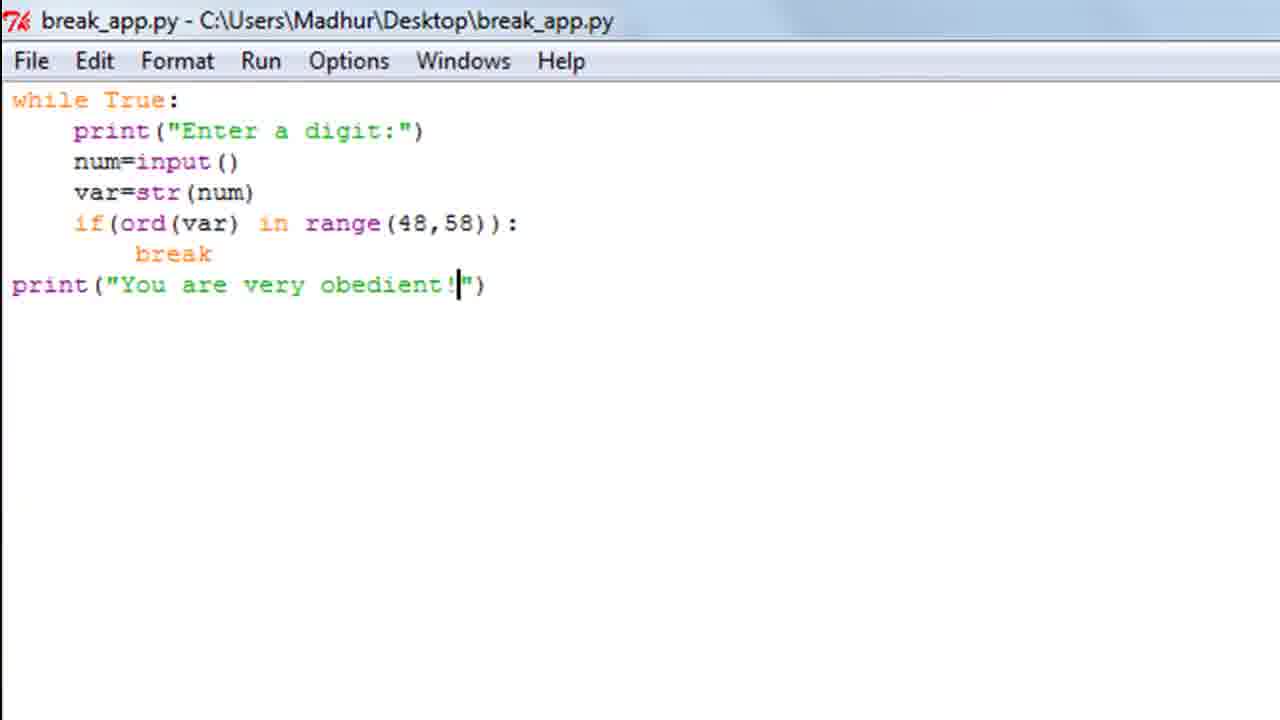 break_app.py - C:\Users\Madhur\Desktop\break_app.py
File Edit Format Run Options Windows Help
while True:
    print("Enter a digit:")
    num=input()
    var=str(num)
    if(ord(var) in range(48,58)):
        break
print("You are very obedient!")